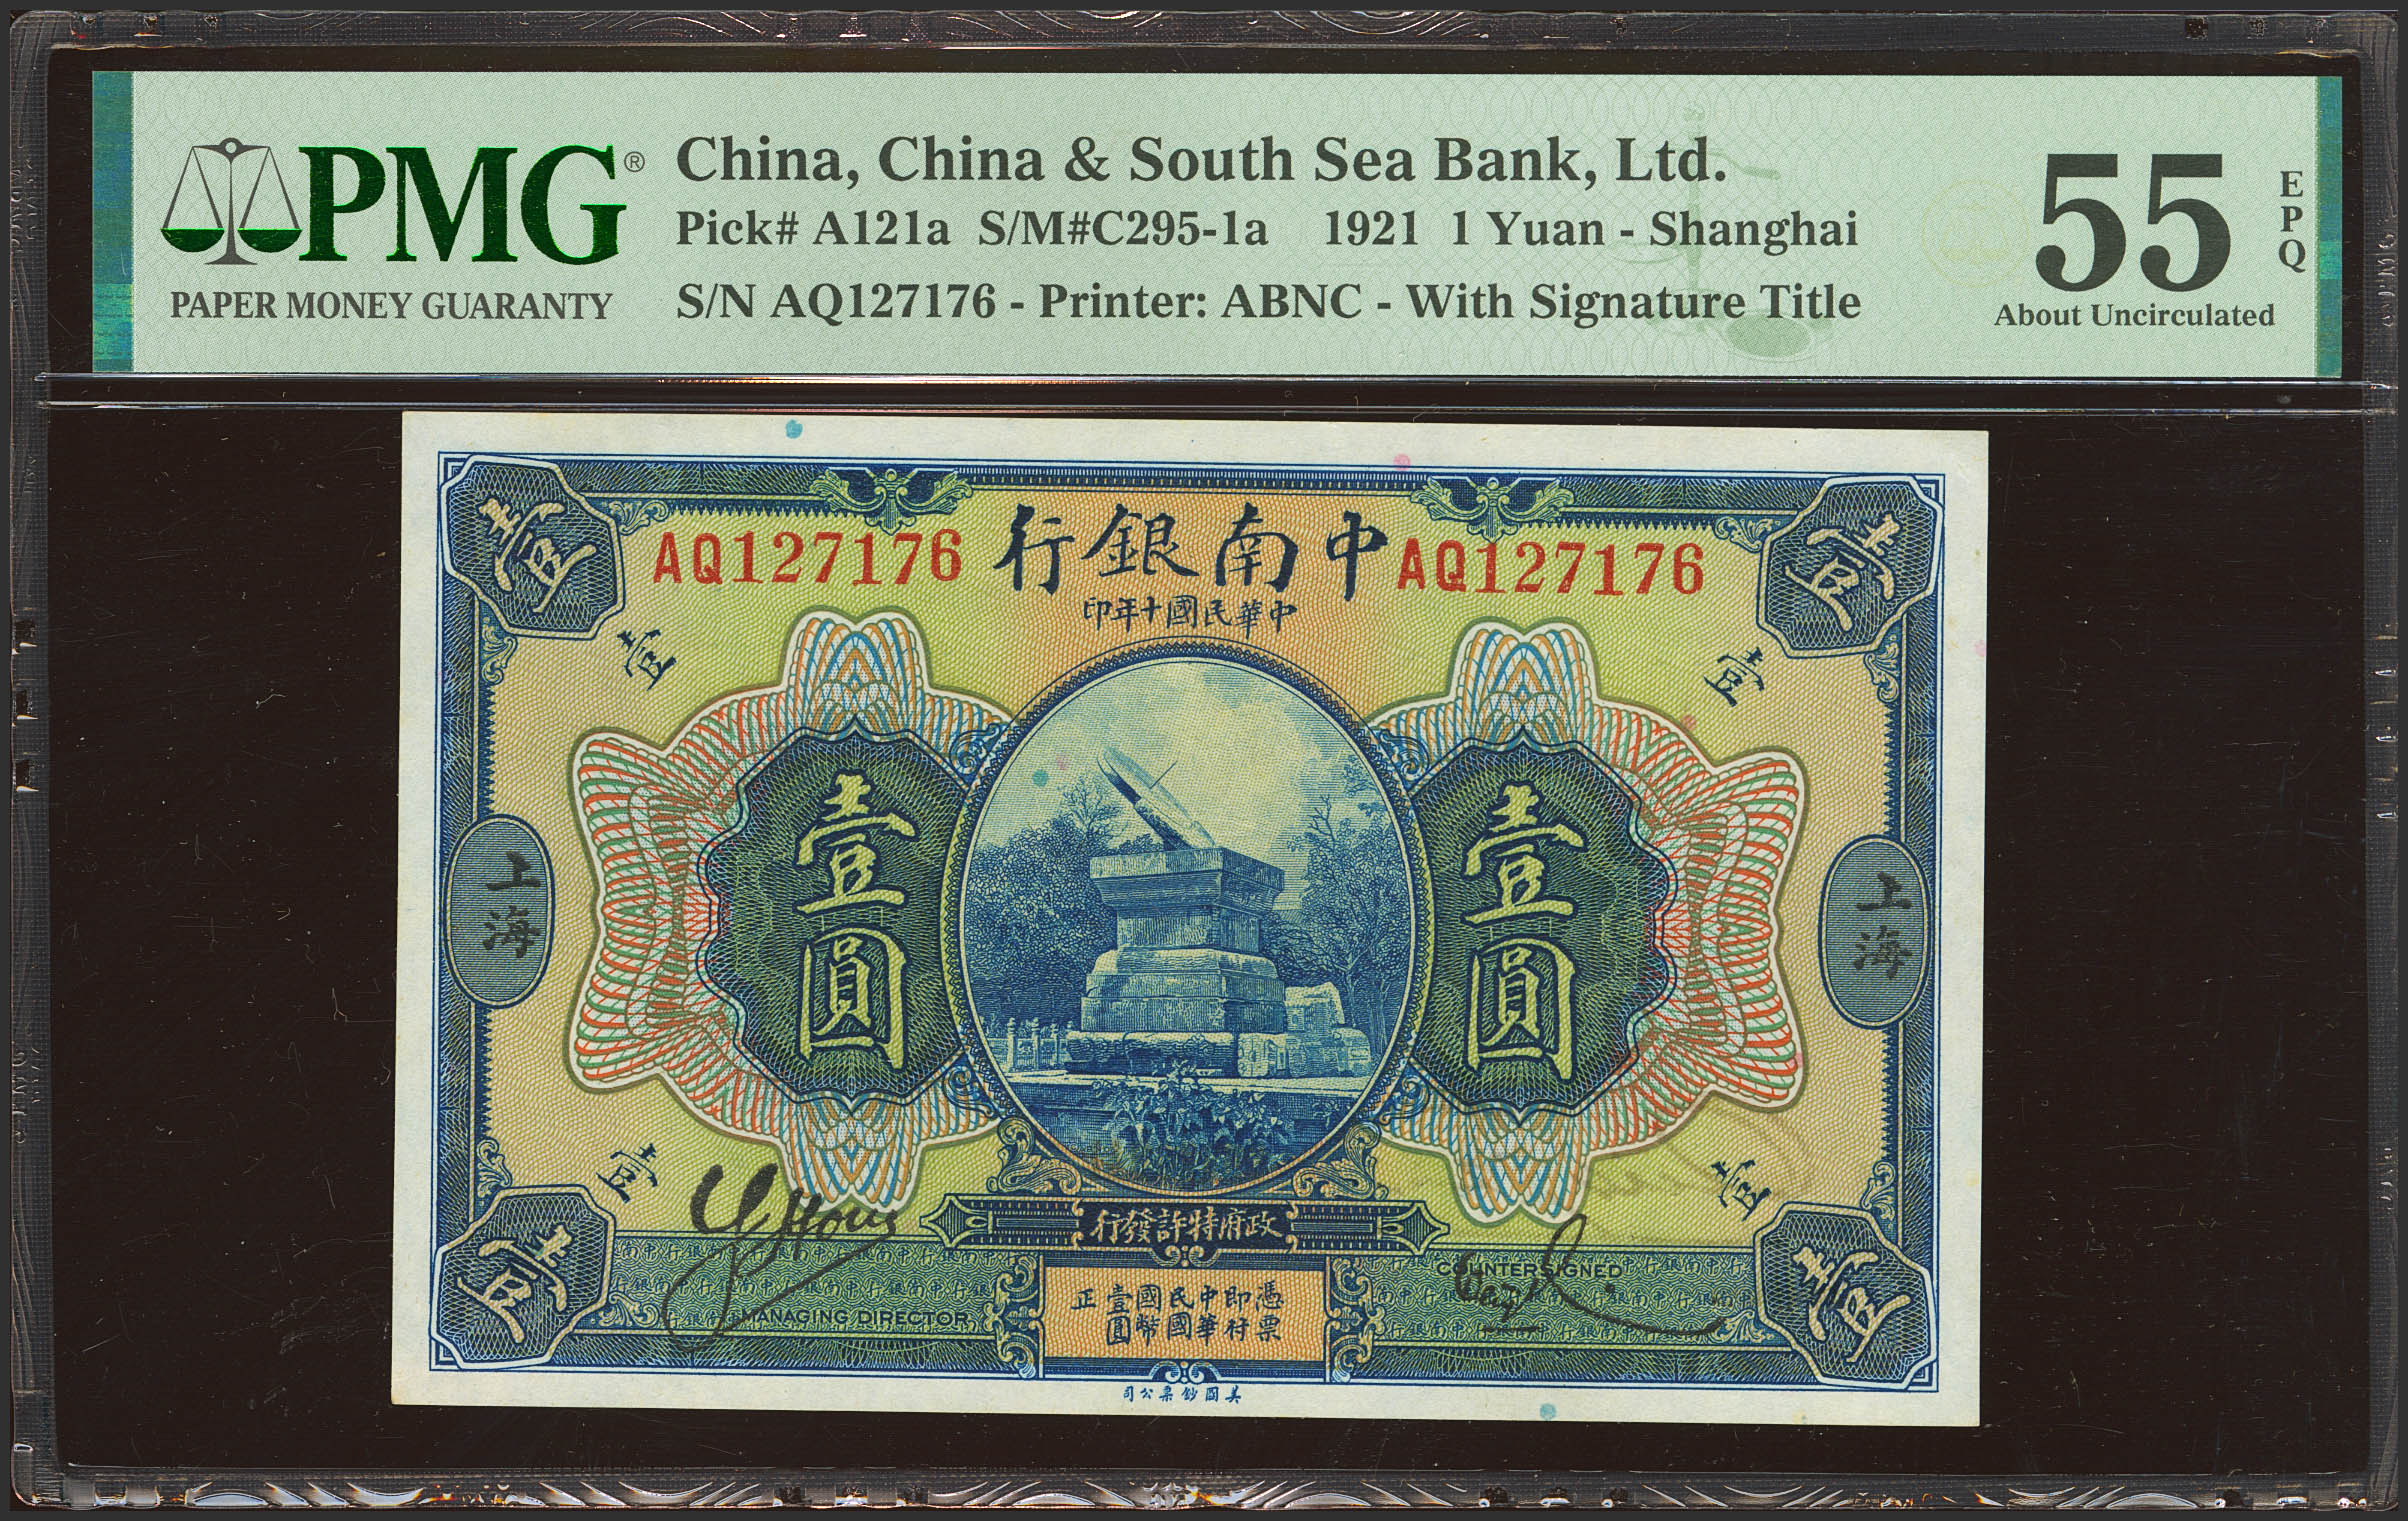 PMG®
PAPER MONEY GUARANTY
China, China & South Sea Bank, Ltd.
Pick# A121a S/M#C295-1a 1921 1 Yuan - Shanghai
S/N AQ127176 - Printer: ABNC - With Signature Title
55
EPQ
About Uncirculated
壹
壹
AQ127176
行銀南中
AQ127176
印年十國民華中
壹
壹
壹圓
壹圓
上海
上海
壹
壹
行發許特府政
COUNTERSIGNED
MANAGING DIRECTOR
憑票即付中華民國國幣壹圓正
壹
壹
司公票鈔國美